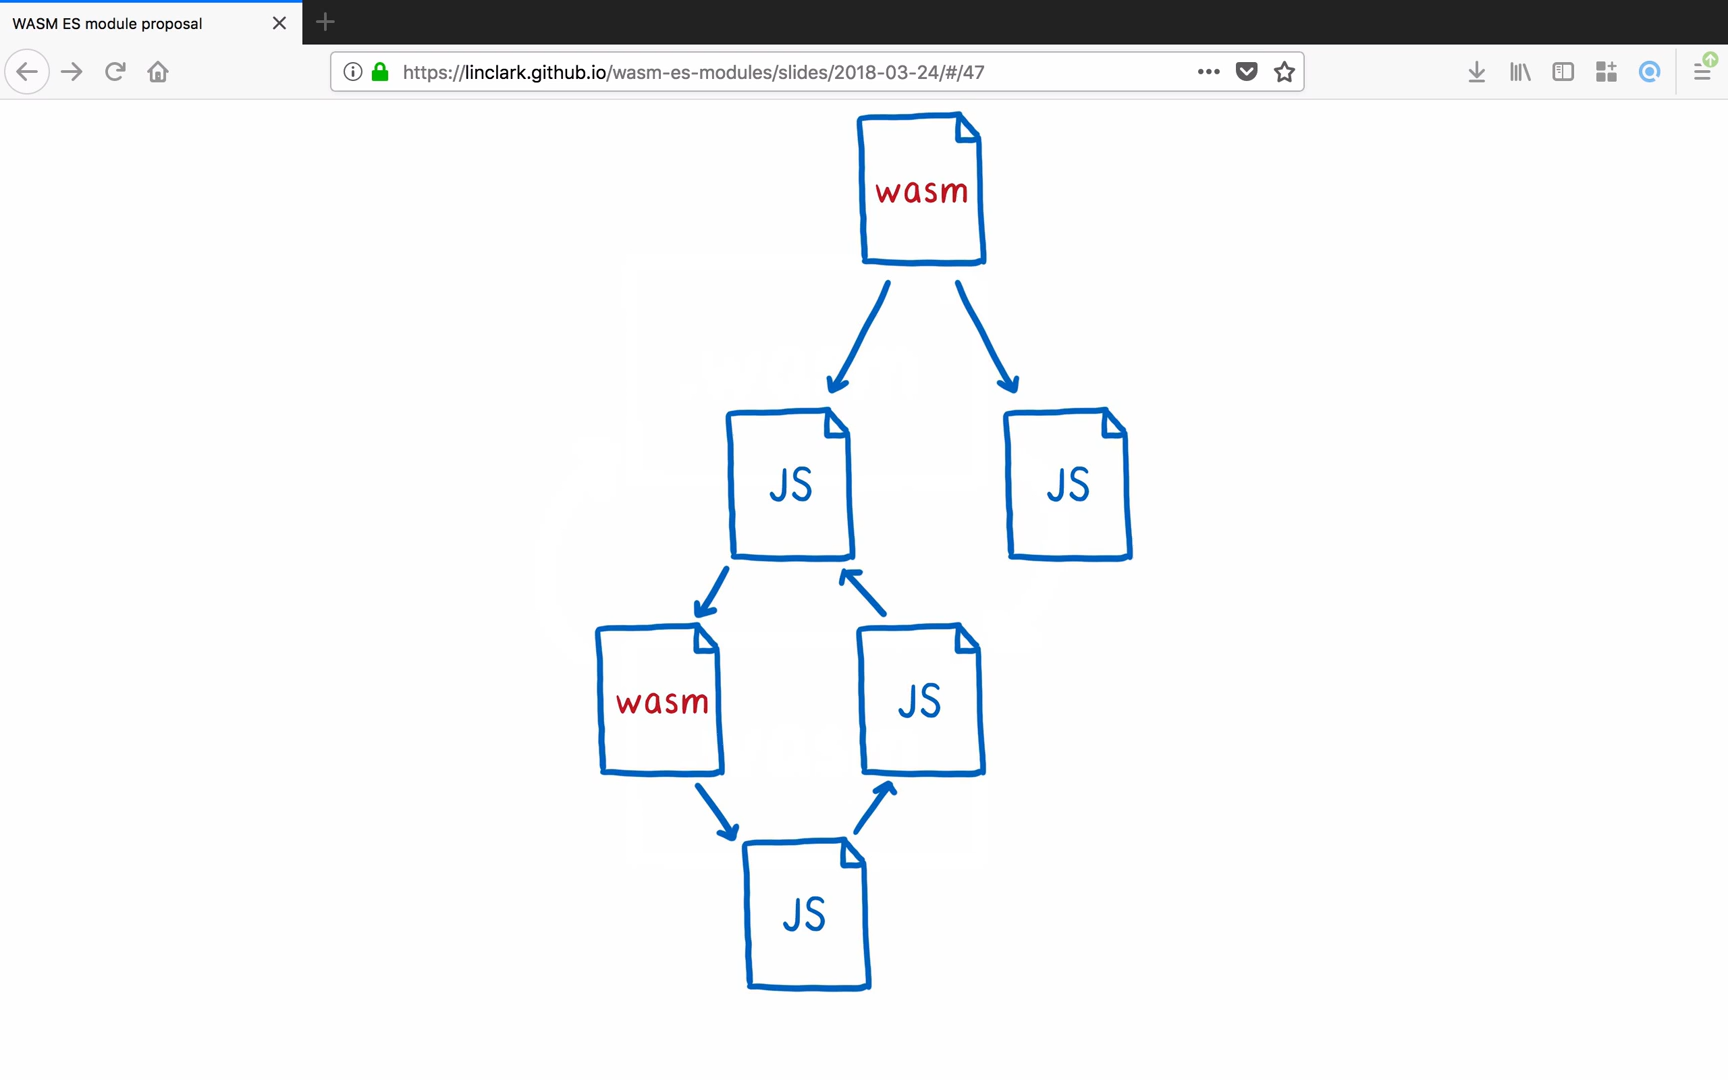 WASM ES module proposal
https://linclark.github.io/wasm-es-modules/slides/2018-03-24/#/47
wasm
JS
JS
wasm
JS
JS